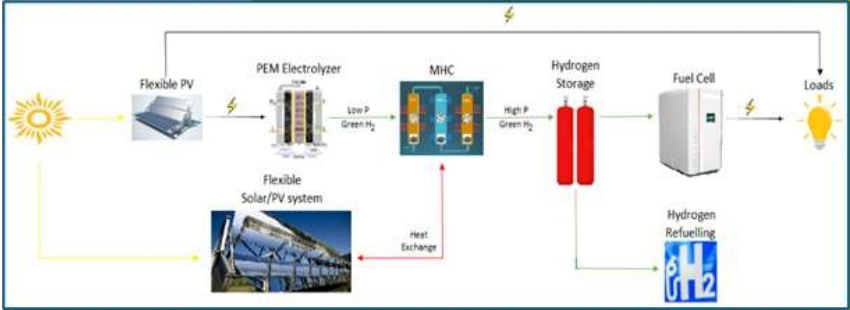 Flexible PV
PEM Electrolyzer
MHC
Hydrogen
Storage
Fuel Cell
Loads
Low P
Green H₂
High P
Green H₂
Flexible
Solar/PV system
Heat
Exchange
Hydrogen
Refuelling
H2